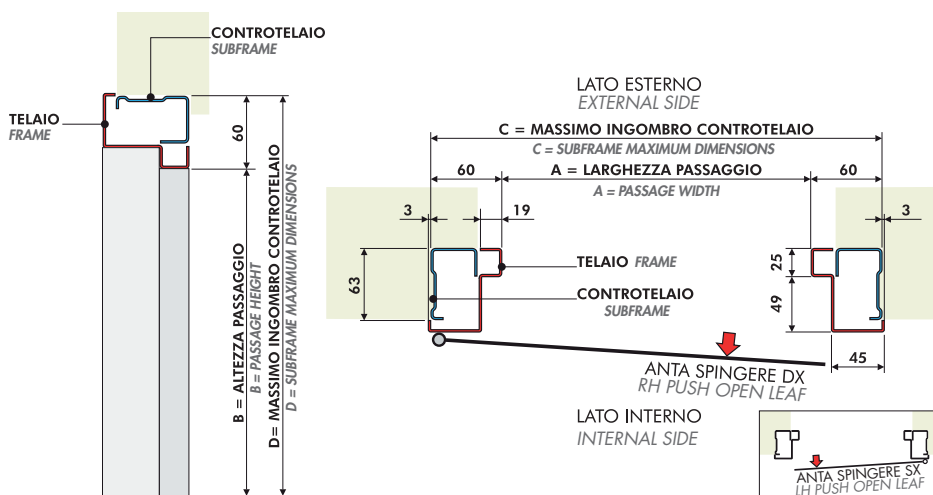 CONTROTELAIO
SUBFRAME
TELAIO
FRAME
60
B = ALTEZZA PASSAGGIO
B = PASSAGE HEIGHT
D= MASSIMO INGOMBRO CONTROTELAIO
D = SUBFRAME MAXIMUM DIMENSIONS
LATO ESTERNO
EXTERNAL SIDE
C = MASSIMO INGOMBRO CONTROTELAIO
C = SUBFRAME MAXIMUM DIMENSIONS
60
A = LARGHEZZA PASSAGGIO
60
A = PASSAGE WIDTH
3
19
3
63
TELAIO FRAME
25
CONTROTELAIO
SUBFRAME
49
45
ANTA SPINGERE DX
RH PUSH OPEN LEAF
LATO INTERNO
INTERNAL SIDE
ANTA SPINGERE SX
LH PUSH OPEN LEAF